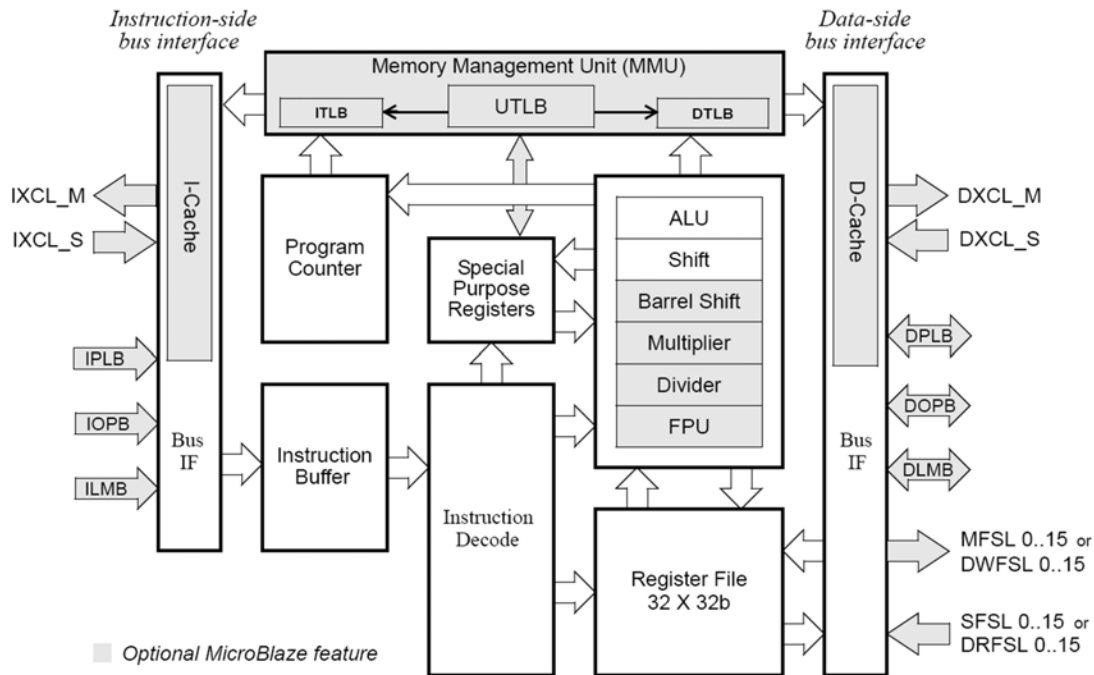 Instruction-side
bus interface
Data-side
bus interface
Memory Management Unit (MMU)
ITLB
UTLB
DTLB
I-Cache
D-Cache
IXCL_M
IXCL_S
DXCL_M
DXCL_S
Program
Counter
Special
Purpose
Registers
ALU
Shift
Barrel Shift
Multiplier
Divider
FPU
IPLB
IOPB
ILMB
Bus
IF
Instruction
Buffer
Instruction
Decode
Register File
32 X 32b
Bus
IF
DPLB
DOPB
DLMB
MFSL 0..15 or
DWFSL 0..15
SFSL 0..15 or
DRFSL 0..15
Optional MicroBlaze feature